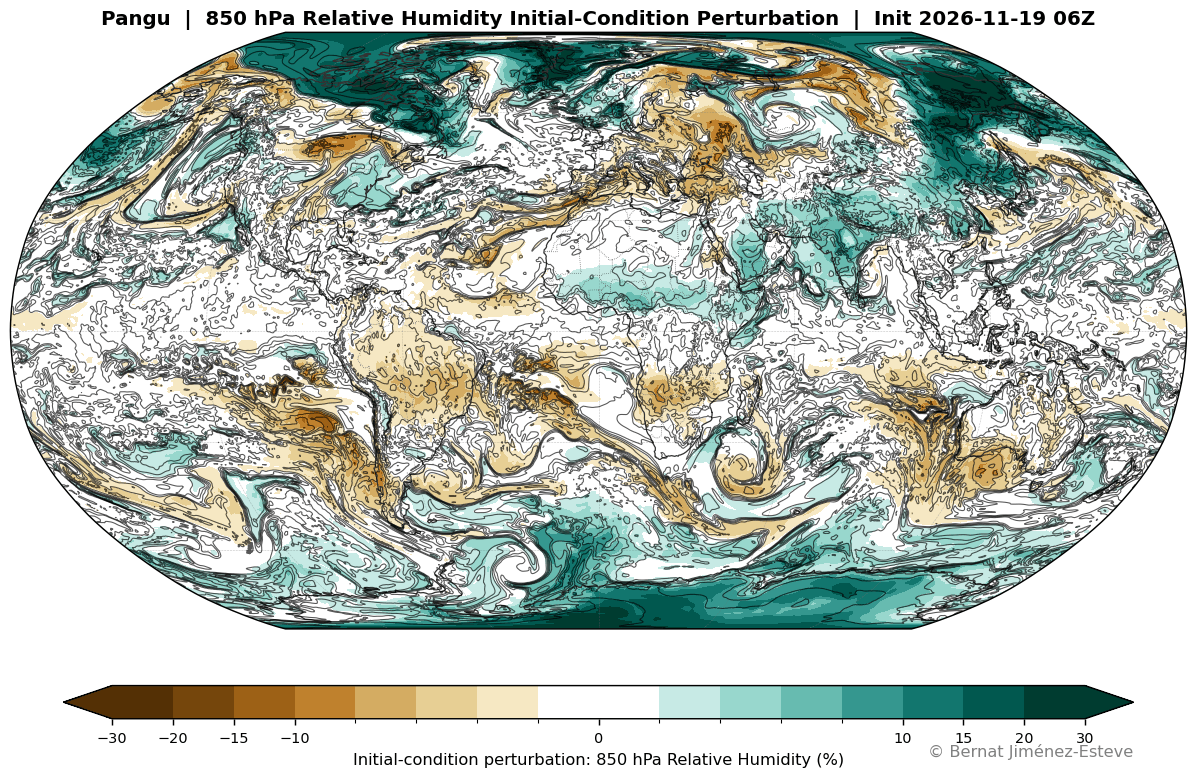 Pangu  |  850 hPa Relative Humidity Initial-Condition Perturbation  |  Init 2026-11-19 06Z
−30 −20 −15 −10 0 10 15 20 30
Initial-condition perturbation: 850 hPa Relative Humidity (%)
© Bernat Jiménez-Esteve